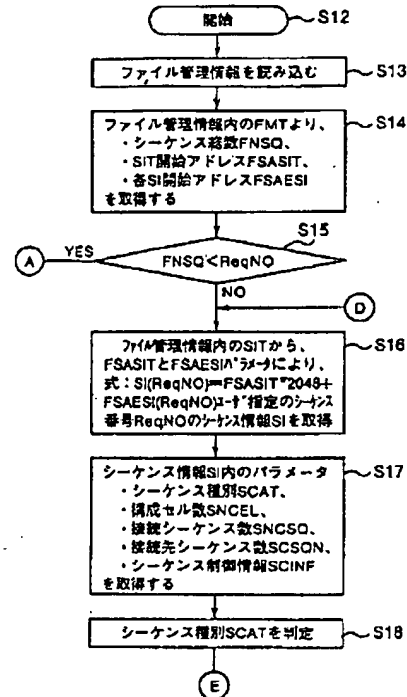 開始
S12
ファイル管理情報を読み込む
S13
ファイル管理情報内のFMTより、
・シーケンス総数FNSQ、
・SIT開始アドレスFSASIT、
・各SI開始アドレスFSAESI
を取得する
S14
S15
A
YES
FNSQ<ReqNO
NO
D
ファイル管理情報内のSITから、
FSASITとFSAESIパラメータにより、
式：SI(ReqNO)=FSASIT*2048+
FSAESI(ReqNO)ユーザ指定のシーケンス
番号ReqNOのシーケンス情報SIを取得
S16
シーケンス情報SI内のパラメータ
・シーケンス種別SCAT、
・構成セル数SNCEL、
・接続シーケンス数SNCSQ、
・接続先シーケンス数SCSQN、
・シーケンス制御情報SCINF
を取得する
S17
シーケンス種別SCATを判定
S18
E